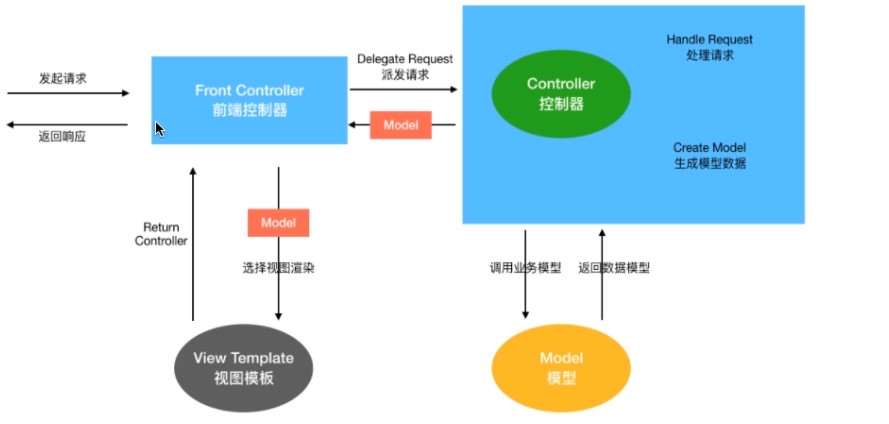 发起请求
返回响应
Front Controller
前端控制器
Delegate Request
派发请求
Model
Controller
控制器
Handle Request
处理请求
Create Model
生成模型数据
Return
Controller
Model
选择视图渲染
调用业务模型
返回数据模型
View Template
视图模板
Model
模型